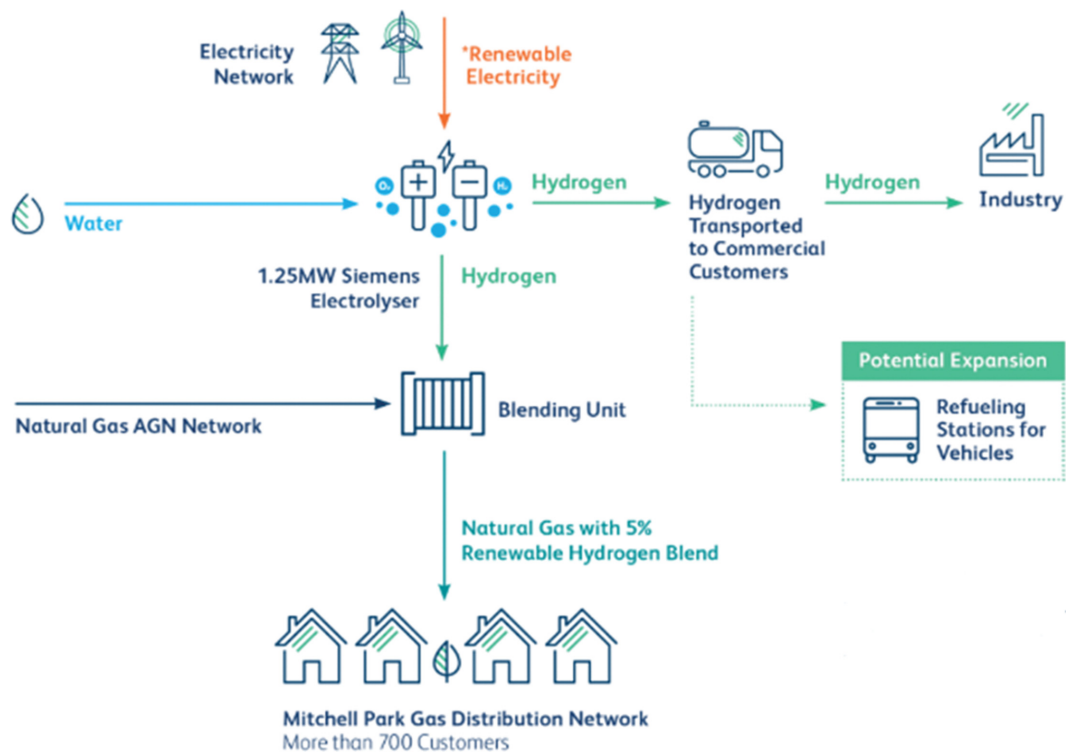 Electricity
Network
*Renewable
Electricity
Water
O₂
H₂
Hydrogen
Hydrogen
Transported
to Commercial
Customers
Hydrogen
Industry
1.25MW Siemens
Electrolyser
Hydrogen
Potential Expansion
Refueling
Stations for
Vehicles
Natural Gas AGN Network
Blending Unit
Natural Gas with 5%
Renewable Hydrogen Blend
Mitchell Park Gas Distribution Network
More than 700 Customers